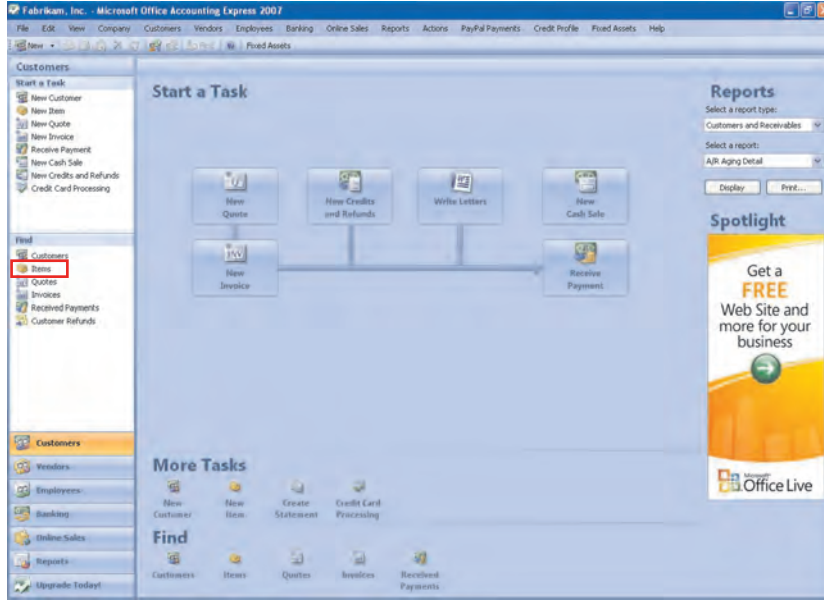 Fabrikam, Inc. - Microsoft Office Accounting Express 2007
File Edit View Company Customers Vendors Employees Banking Online Sales Reports Actions PayPal Payments Credit Profile Fixed Assets Help
New Fixed Assets
Customers
Start a Task
New Customer
New Item
New Quote
New Invoice
Receive Payment
New Cash Sale
New Credits and Refunds
Credit Card Processing
Find
Customers
Items
Quotes
Invoices
Received Payments
Customer Refunds
Customers
Vendors
Employees
Banking
Online Sales
Reports
Upgrade Today!
Start a Task
New
Quote
New Credits
and Refunds
Write Letters
New
Cash Sale
INV
New
Invoice
Receive
Payment
More Tasks
New
Customer
New
Item
Create
Statement
Credit Card
Processing
Find
Customers
Items
Quotes
Invoices
Received
Payments
Reports
Select a report type:
Customers and Receivables
Select a report:
A/R Aging Detail
Display
Print...
Spotlight
Get a
FREE
Web Site and
more for your
business
Microsoft
Office Live